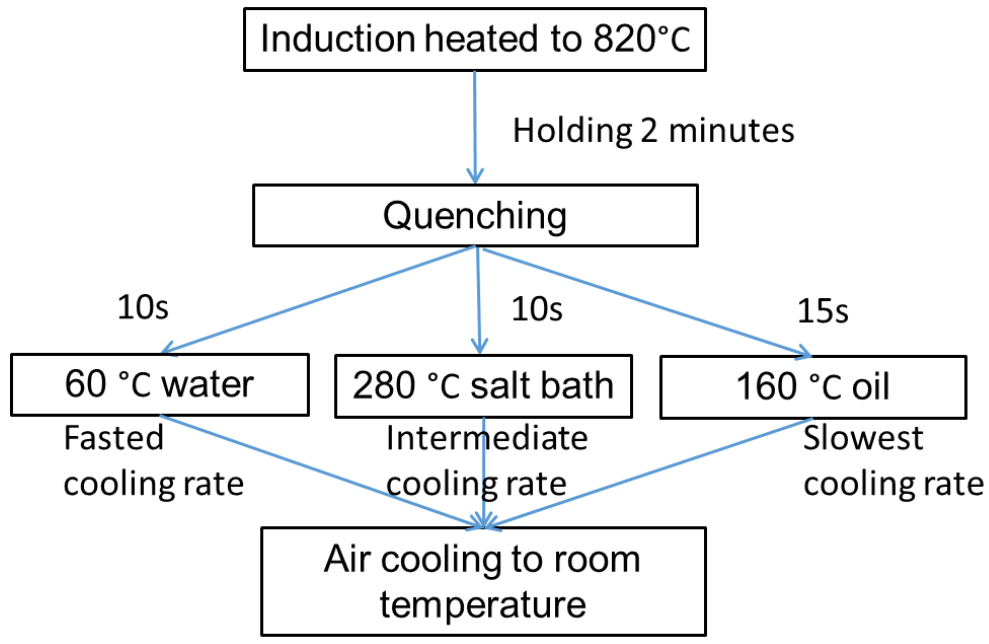 Induction heated to 820°C
Holding 2 minutes
Quenching
10s
10s
15s
60 °C water
280 °C salt bath
160 °C oil
Fasted
cooling rate
Intermediate
cooling rate
Slowest
cooling rate
Air cooling to room
temperature